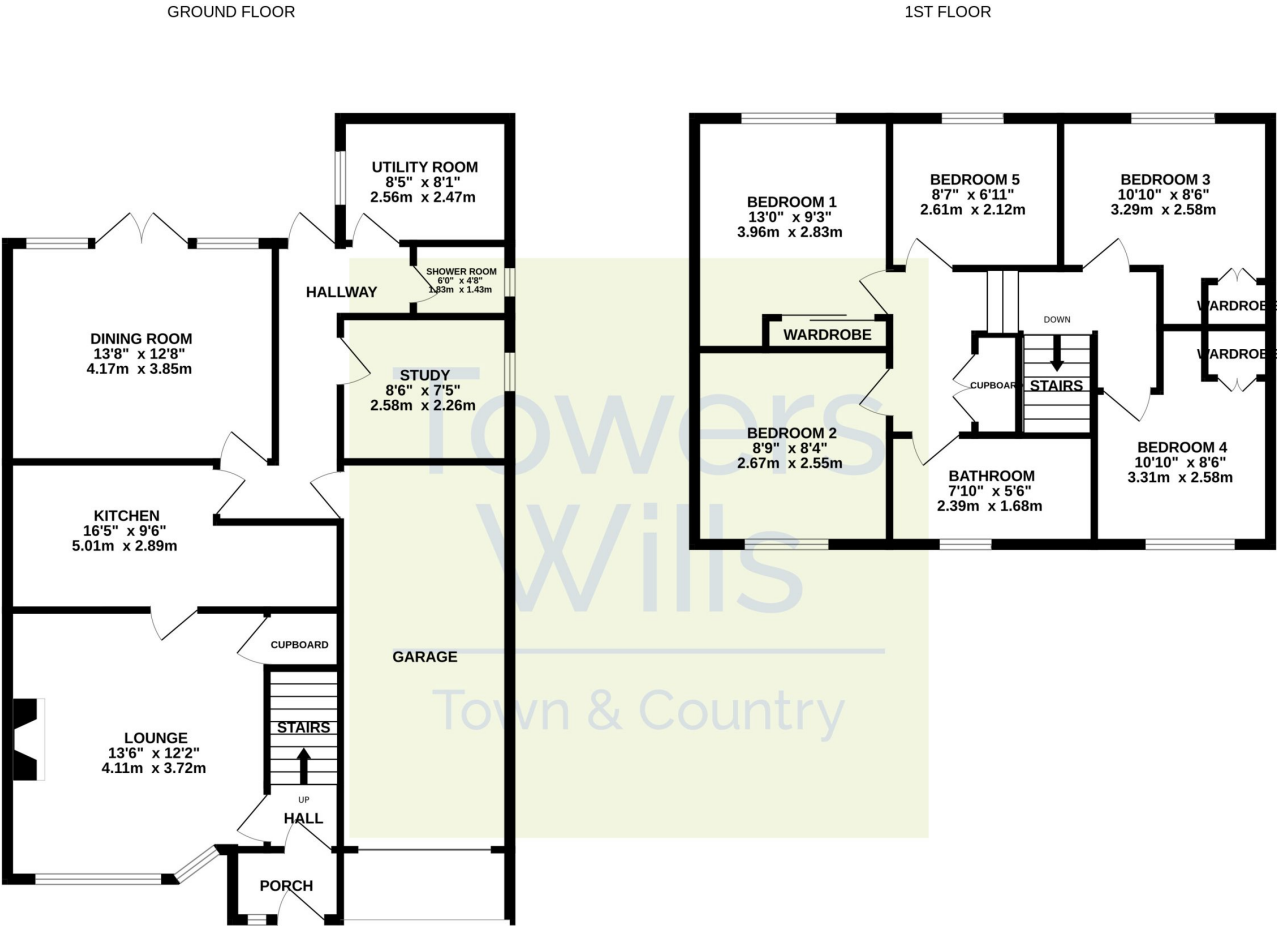 GROUND FLOOR
1ST FLOOR
UTILITY ROOM
8'5" x 8'1"
2.56m x 2.47m
SHOWER ROOM
6'0" x 4'8"
1.83m x 1.43m
HALLWAY
DINING ROOM
13'8" x 12'8"
4.17m x 3.85m
STUDY
8'6" x 7'5"
2.58m x 2.26m
KITCHEN
16'5" x 9'6"
5.01m x 2.89m
CUPBOARD
GARAGE
STAIRS
LOUNGE
13'6" x 12'2"
4.11m x 3.72m
UP
HALL
PORCH
BEDROOM 1
13'0" x 9'3"
3.96m x 2.83m
BEDROOM 5
8'7" x 6'11"
2.61m x 2.12m
BEDROOM 3
10'10" x 8'6"
3.29m x 2.58m
WARDROBE
DOWN
WARDROBE
WARDROBE
CUPBOARD
STAIRS
BEDROOM 2
8'9" x 8'4"
2.67m x 2.55m
BEDROOM 4
10'10" x 8'6"
3.31m x 2.58m
BATHROOM
7'10" x 5'6"
2.39m x 1.68m
Towers
Wills
Town & Country